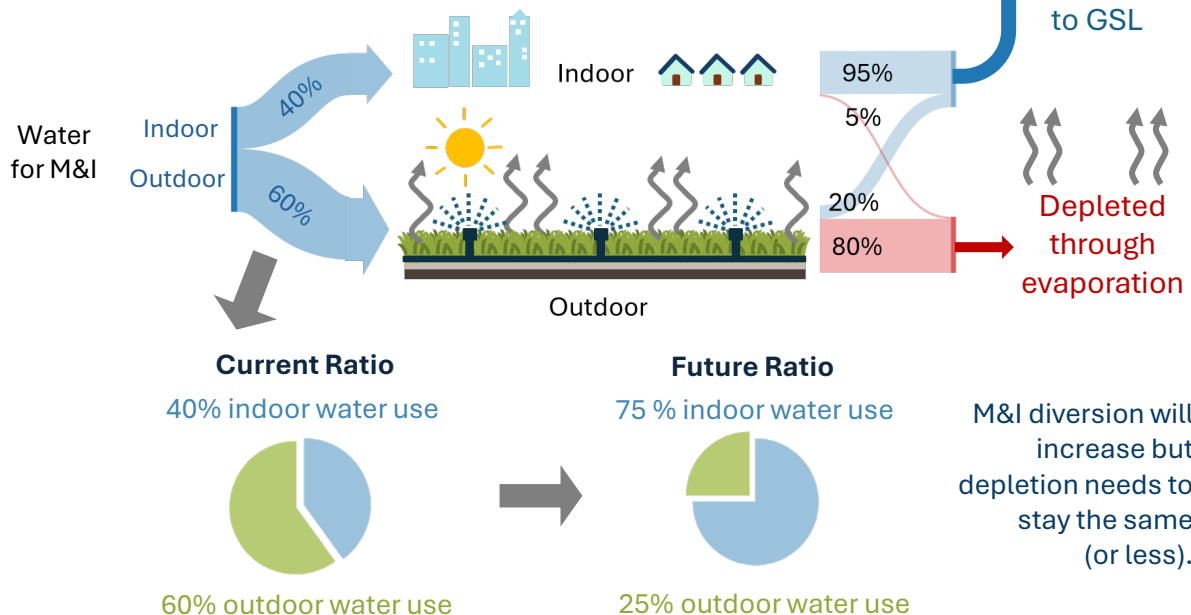 to GSL
Water
for M&I
Indoor
Outdoor
40%
60%
Indoor
Outdoor
95%
5%
20%
80%
Depleted
through
evaporation
Current Ratio
40% indoor water use
60% outdoor water use
Future Ratio
75 % indoor water use
25% outdoor water use
M&I diversion will
increase but
depletion needs to
stay the same
(or less).